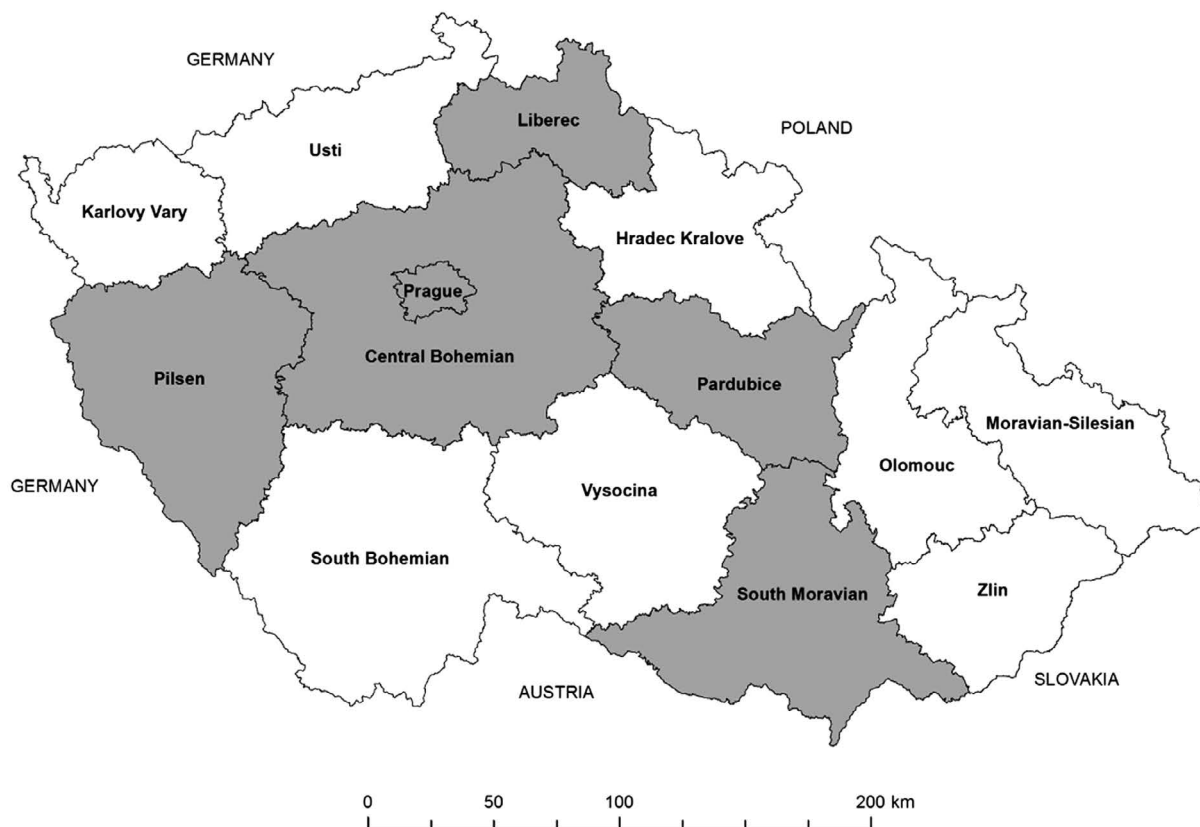 GERMANY
POLAND
Liberec
Usti
Karlovy Vary
Hradec Kralove
Prague
Central Bohemian
Pilsen
Pardubice
Moravian-Silesian
Olomouc
GERMANY
Vysocina
South Bohemian
South Moravian
Zlin
SLOVAKIA
AUSTRIA
0 50 100 200 km